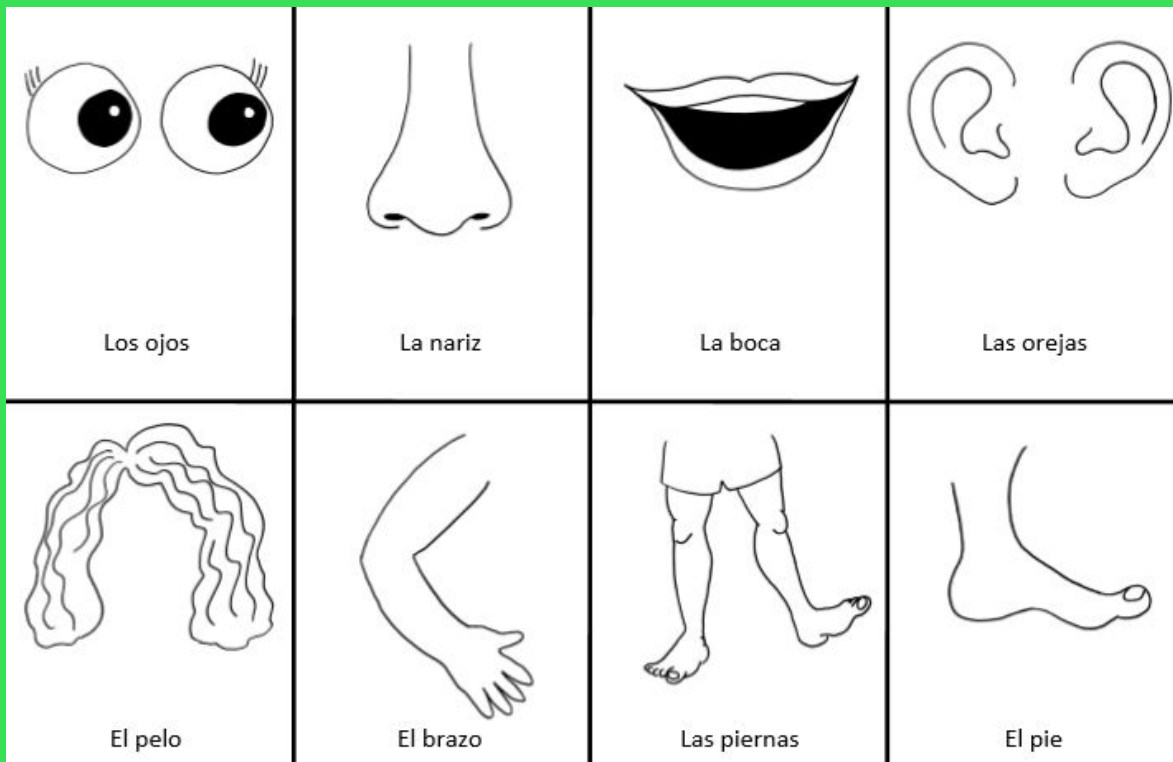 Los ojos
La nariz
La boca
Las orejas
El pelo
El brazo
Las piernas
El pie